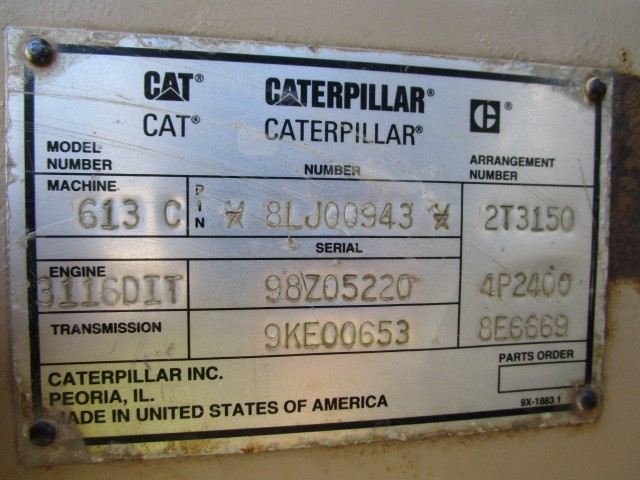 CAT® CATERPILLAR® ®
CAT® CATERPILLAR®
MODEL NUMBER NUMBER ARRANGEMENT NUMBER
MACHINE PIN
613 C * 8LJ00943 * 2T3150
SERIAL
ENGINE
3116DIT 98Z05220 4P2400
TRANSMISSION 9KE00653 8E6669
PARTS ORDER
CATERPILLAR INC.
PEORIA, IL.
MADE IN UNITED STATES OF AMERICA
9X-1883 1